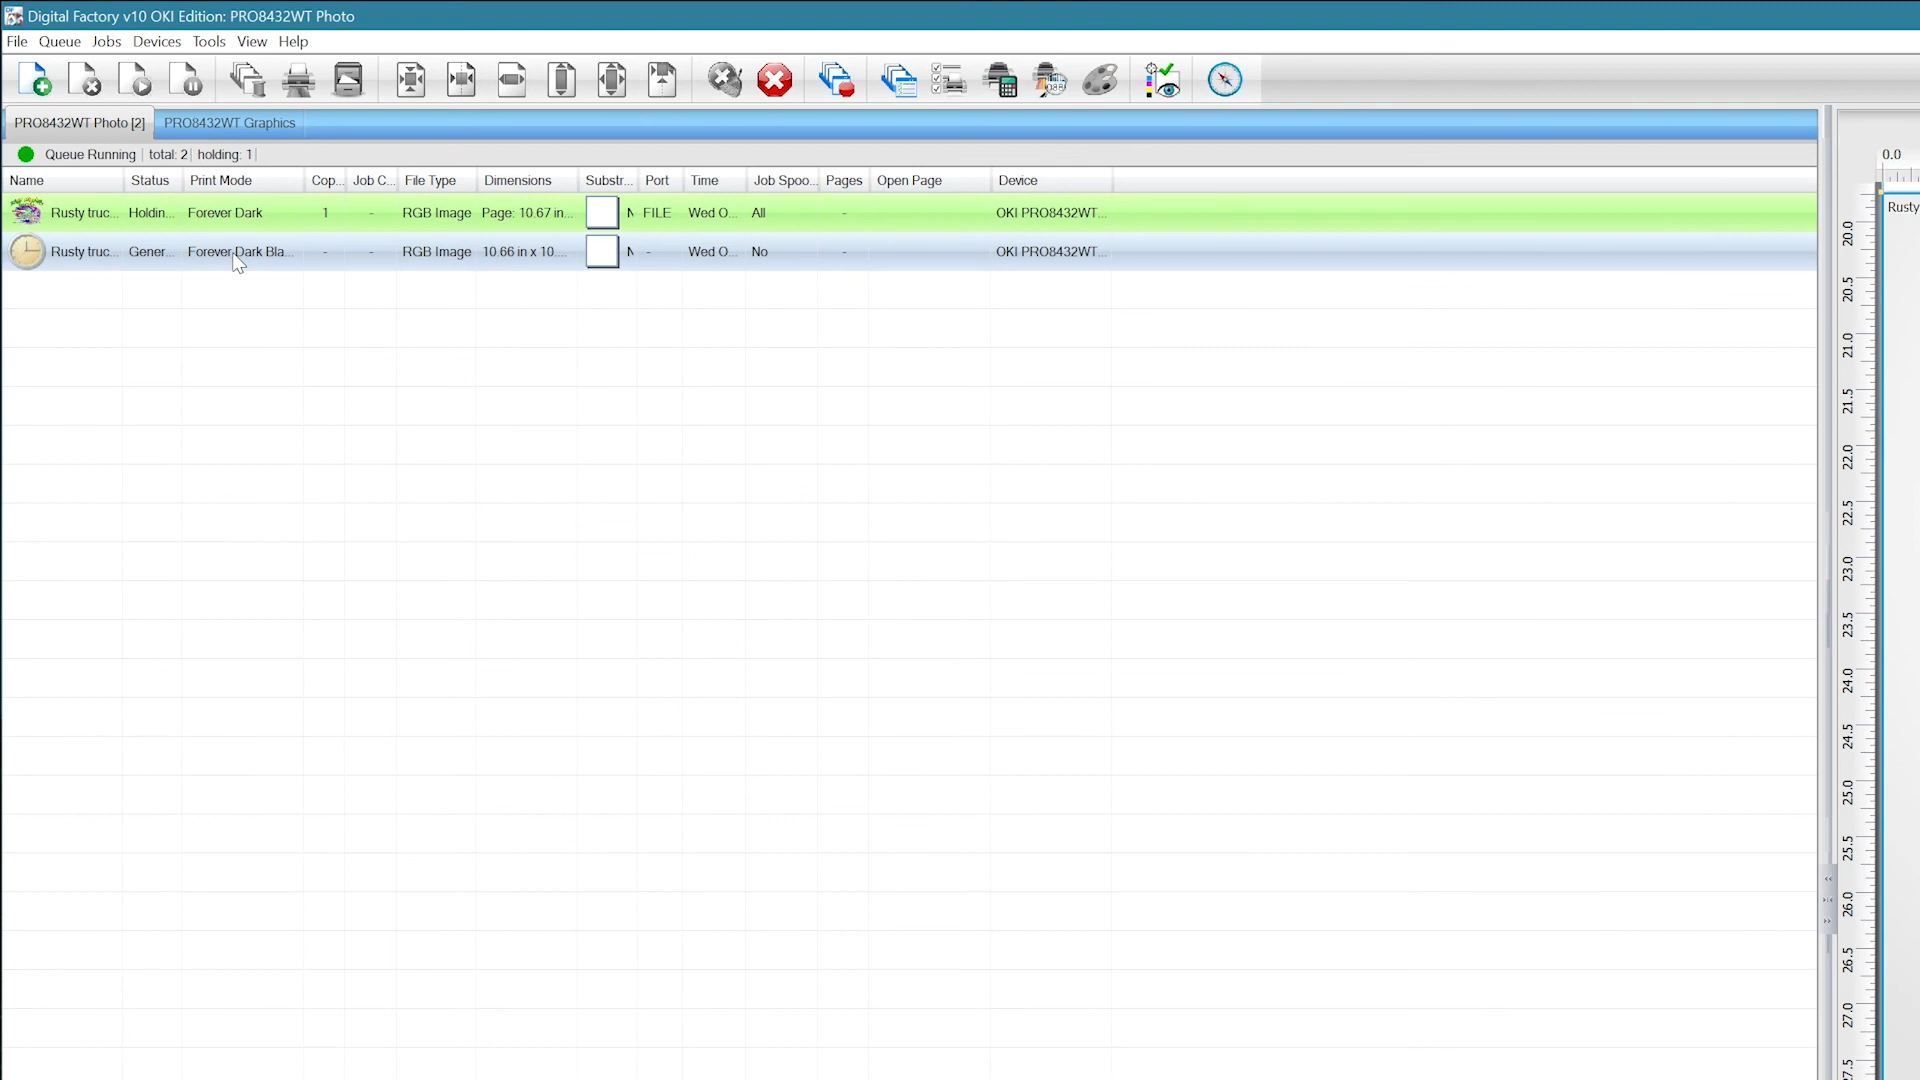 Digital Factory v10 OKI Edition: PRO8432WT Photo
File Queue Jobs Devices Tools View Help
PRO8432WT Photo [2] PRO8432WT Graphics
Queue Running total: 2 holding: 1
Name Status Print Mode Cop... Job C... File Type Dimensions Substr... Port Time Job Spoo... Pages Open Page Device
Rusty truc... Holdin... Forever Dark 1 - RGB Image Page: 10.67 in... FILE Wed O... All - OKI PRO8432WT...
Rusty truc... Gener... Forever Dark Bla... - - RGB Image 10.66 in x 10.... - Wed O... No - OKI PRO8432WT...
0.0
Rusty
20.0
20.5
21.0
21.5
22.0
22.5
23.0
23.5
24.0
24.5
25.0
25.5
26.0
26.5
27.0